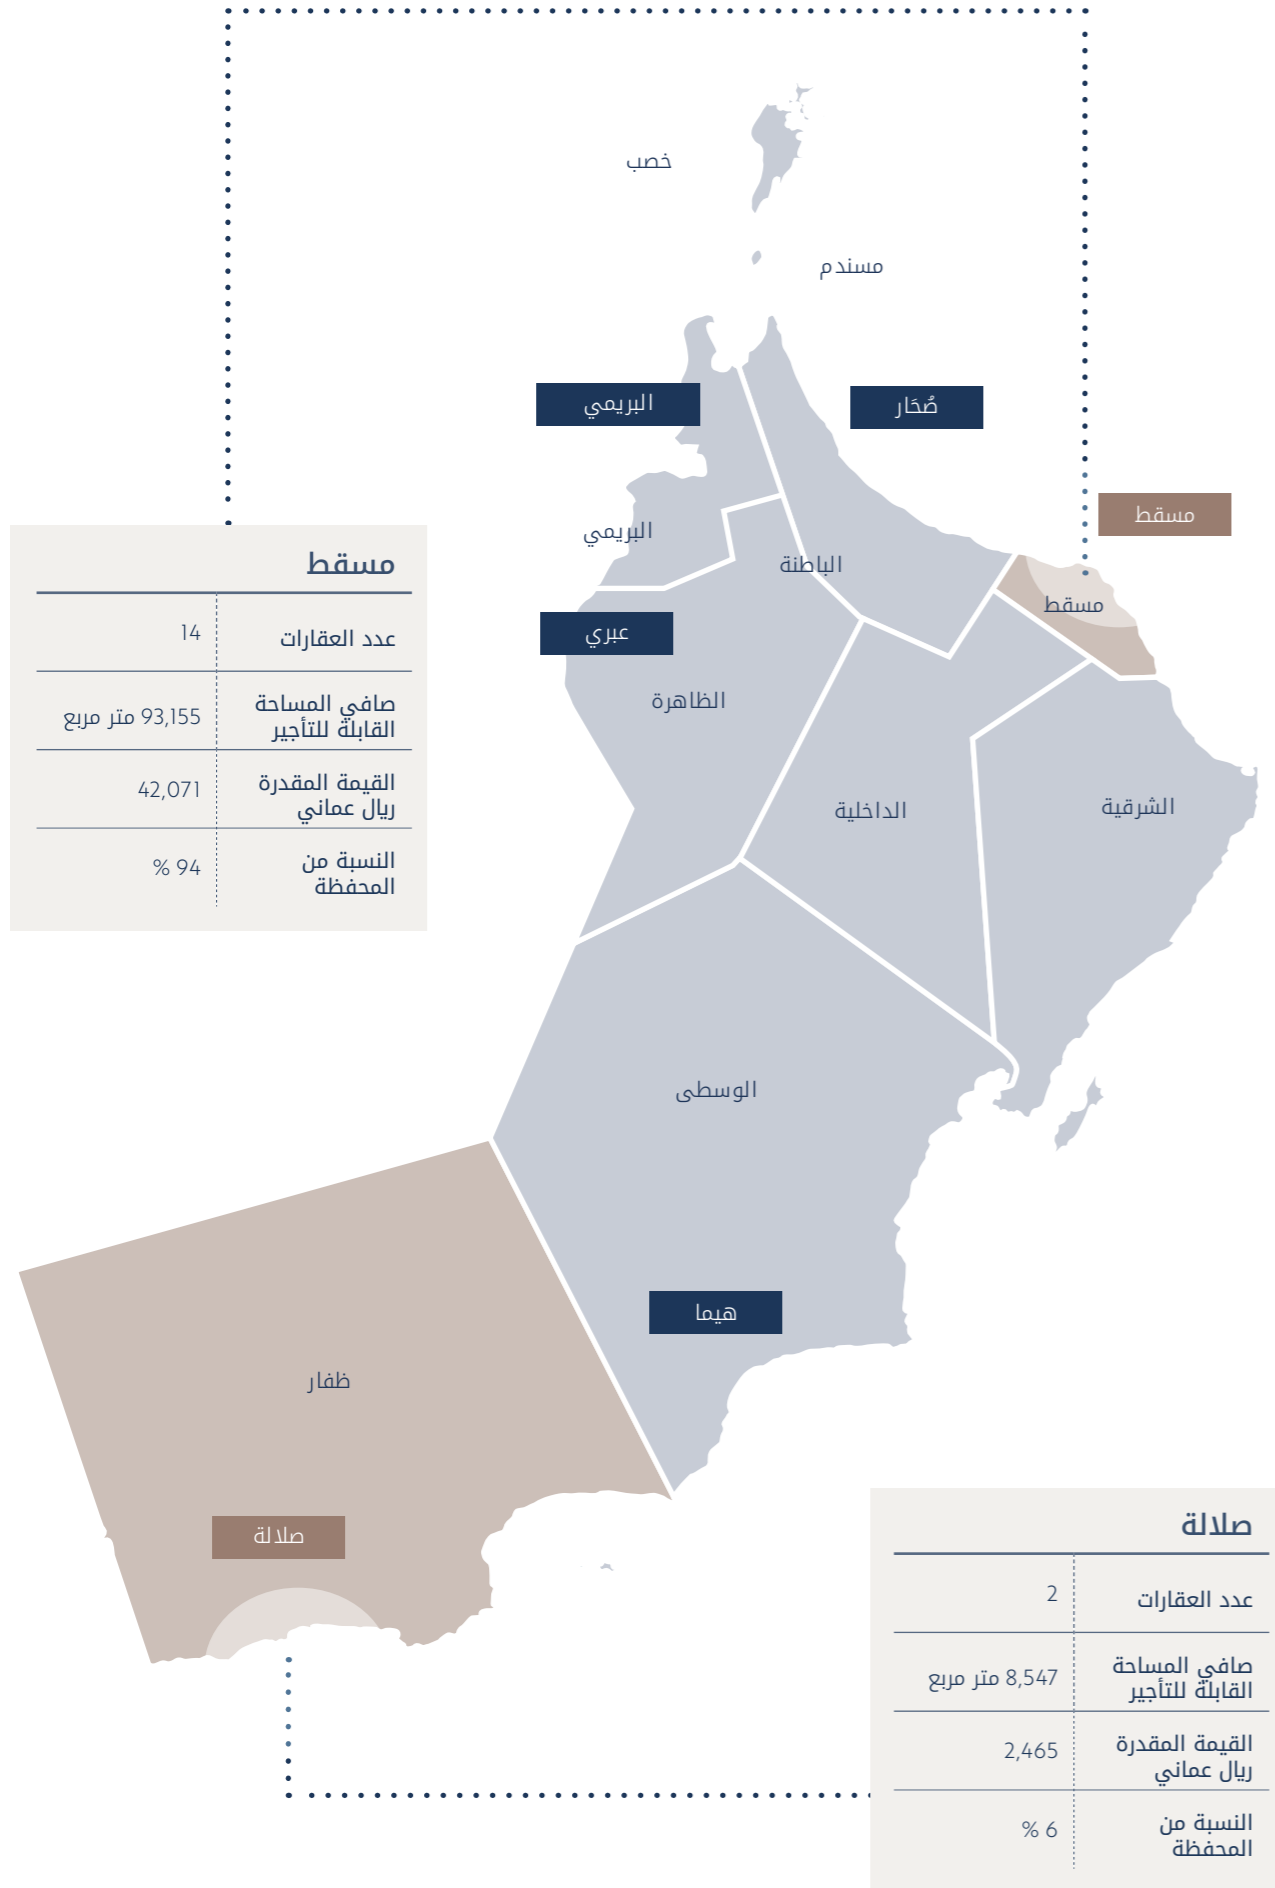 خصب
مسندم
البريمي
صُحَار
مسقط
البريمي
الباطنة
مسقط
عبري
الظاهرة
الداخلية
الشرقية
الوسطى
هيما
ظفار
صلالة
مسقط
عدد العقارات 14
صافي المساحة
القابلة للتأجير 93,155 متر مربع
القيمة المقدرة
ريال عماني 42,071
النسبة من
المحفظة 94 %
صلالة
عدد العقارات 2
صافي المساحة
القابلة للتأجير 8,547 متر مربع
القيمة المقدرة
ريال عماني 2,465
النسبة من
المحفظة 6 %